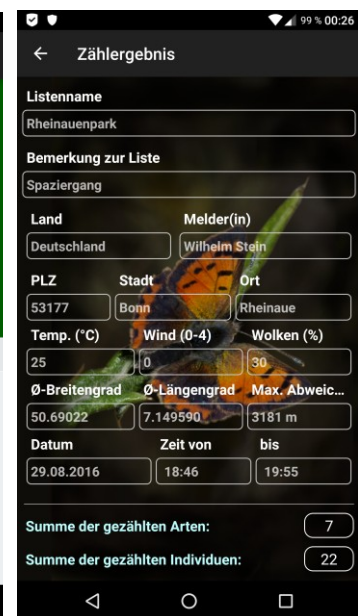 99 % 00:26
Zählergebnis
Listenname
Rheinauenpark
Bemerkung zur Liste
Spaziergang
Land Melder(in)
Deutschland Wilhelm Stein
PLZ Stadt Ort
53177 Bonn Rheinaue
Temp. (°C) Wind (0-4) Wolken (%)
25 0 30
Ø-Breitengrad Ø-Längengrad Max. Abweic...
50.69022 7.149590 3181 m
Datum Zeit von bis
29.08.2016 18:46 19:55
Summe der gezählten Arten: 7
Summe der gezählten Individuen: 22